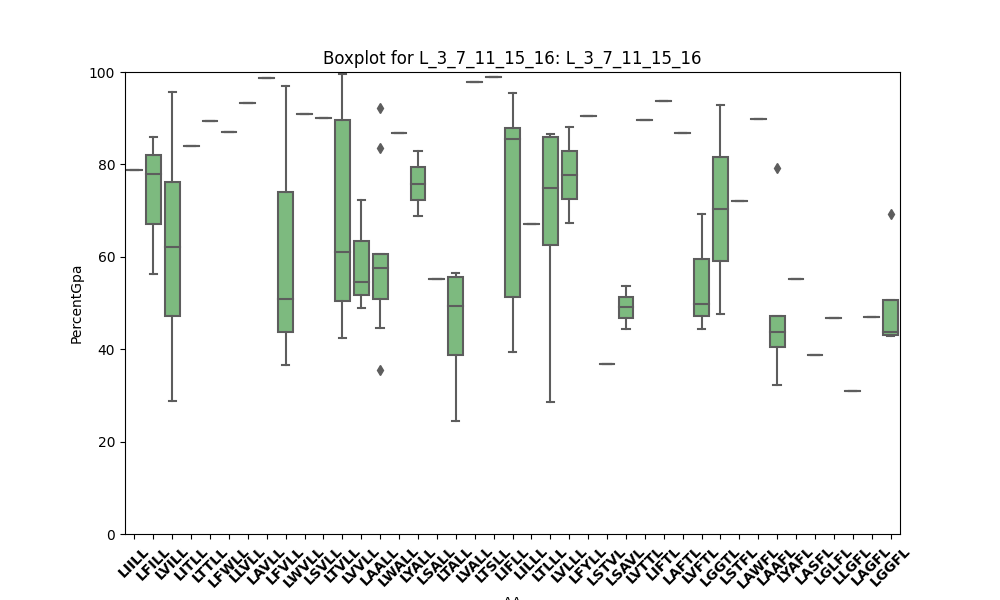 Boxplot for L_3_7_11_15_16: L_3_7_11_15_16
PercentGpa
100
80
60
40
20
0
LIILL
LFILL
LVILL
LITLL
LTTLL
LFWLL
LLVLL
LAVLL
LFVLL
LWVLL
LSVLL
LTVLL
LVVLL
LAALL
LWALL
LYALL
LSALL
LTALL
LVALL
LTSLL
LIFLL
LILLL
LTLLL
LVLLL
LFYLL
LSTVL
LSAVL
LVTTL
LIFTL
LAFTL
LVFTL
LGGTL
LSTFL
LAWFL
LAAFL
LYAFL
LASFL
LGLFL
LLGFL
LAGFL
LGGFL